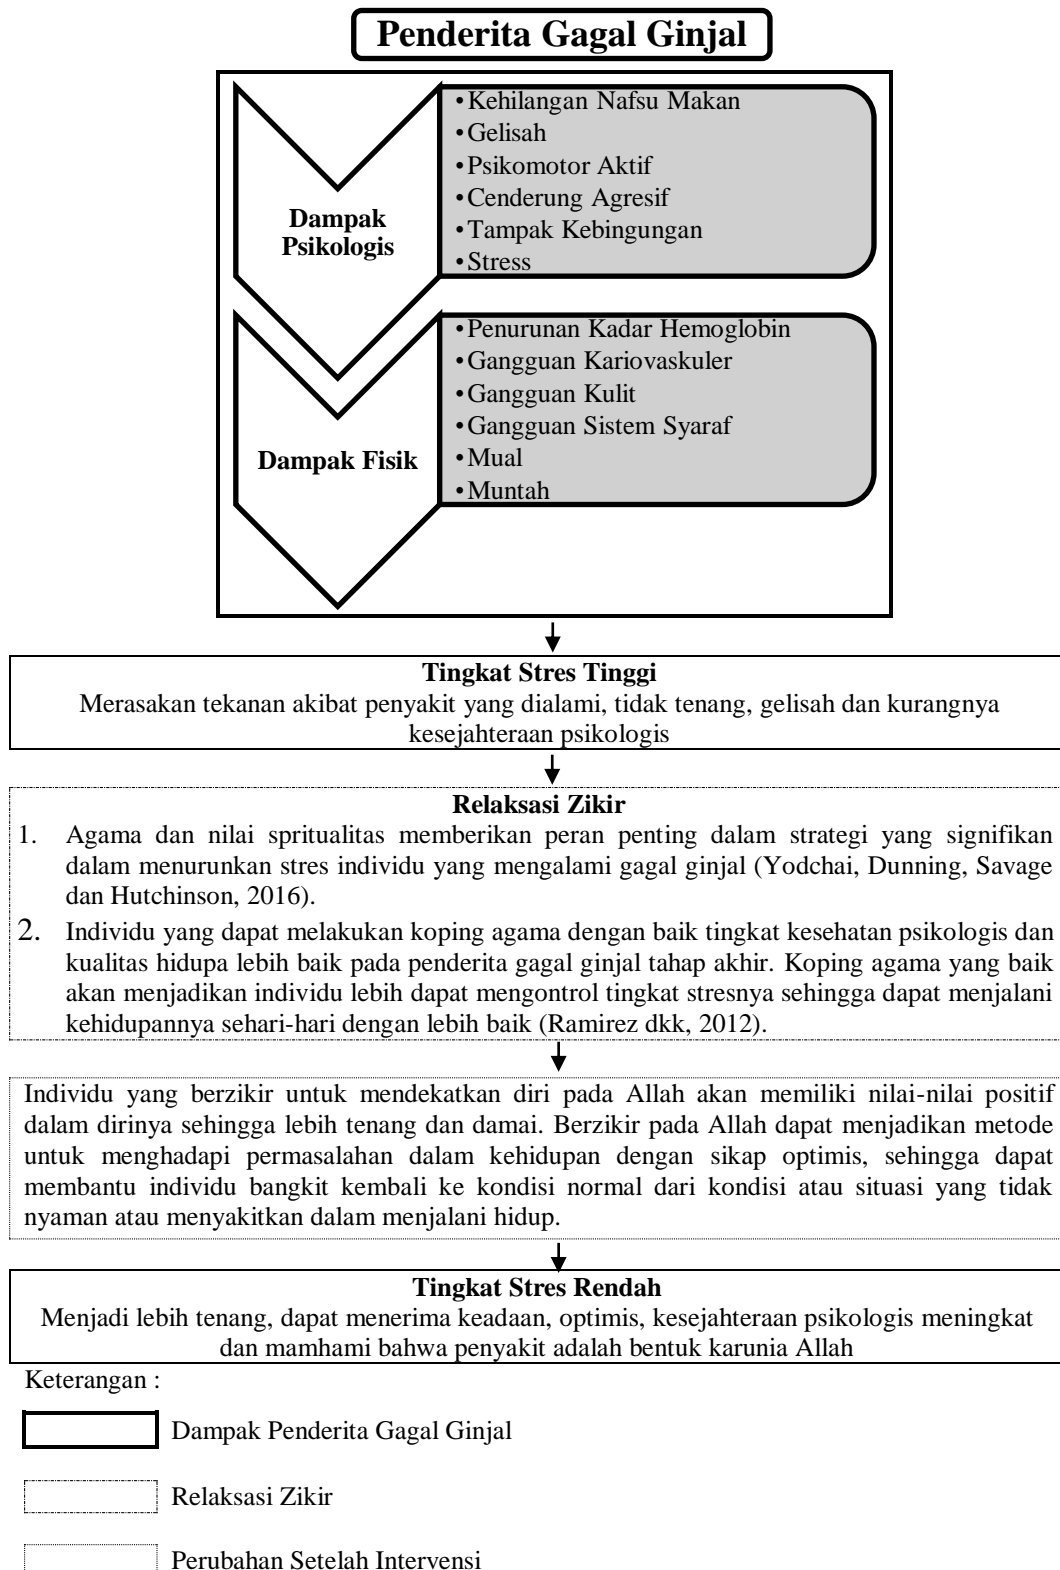 Penderita Gagal Ginjal
Dampak
Psikologis
•Kehilangan Nafsu Makan
•Gelisah
•Psikomotor Aktif
•Cenderung Agresif
•Tampak Kebingungan
•Stress
Dampak Fisik
•Penurunan Kadar Hemoglobin
•Gangguan Kariovaskuler
•Gangguan Kulit
•Gangguan Sistem Syaraf
•Mual
•Muntah
Tingkat Stres Tinggi
Merasakan tekanan akibat penyakit yang dialami, tidak tenang, gelisah dan kurangnya
kesejahteraan psikologis
Relaksasi Zikir
1. Agama dan nilai spritualitas memberikan peran penting dalam strategi yang signifikan
dalam menurunkan stres individu yang mengalami gagal ginjal (Yodchai, Dunning, Savage
dan Hutchinson, 2016).
2. Individu yang dapat melakukan koping agama dengan baik tingkat kesehatan psikologis dan
kualitas hidupa lebih baik pada penderita gagal ginjal tahap akhir. Koping agama yang baik
akan menjadikan individu lebih dapat mengontrol tingkat stresnya sehingga dapat menjalani
kehidupannya sehari-hari dengan lebih baik (Ramirez dkk, 2012).
Individu yang berzikir untuk mendekatkan diri pada Allah akan memiliki nilai-nilai positif
dalam dirinya sehingga lebih tenang dan damai. Berzikir pada Allah dapat menjadikan metode
untuk menghadapi permasalahan dalam kehidupan dengan sikap optimis, sehingga dapat
membantu individu bangkit kembali ke kondisi normal dari kondisi atau situasi yang tidak
nyaman atau menyakitkan dalam menjalani hidup.
Tingkat Stres Rendah
Menjadi lebih tenang, dapat menerima keadaan, optimis, kesejahteraan psikologis meningkat
dan mamhami bahwa penyakit adalah bentuk karunia Allah
Keterangan :
Dampak Penderita Gagal Ginjal
Relaksasi Zikir
Perubahan Setelah Intervensi